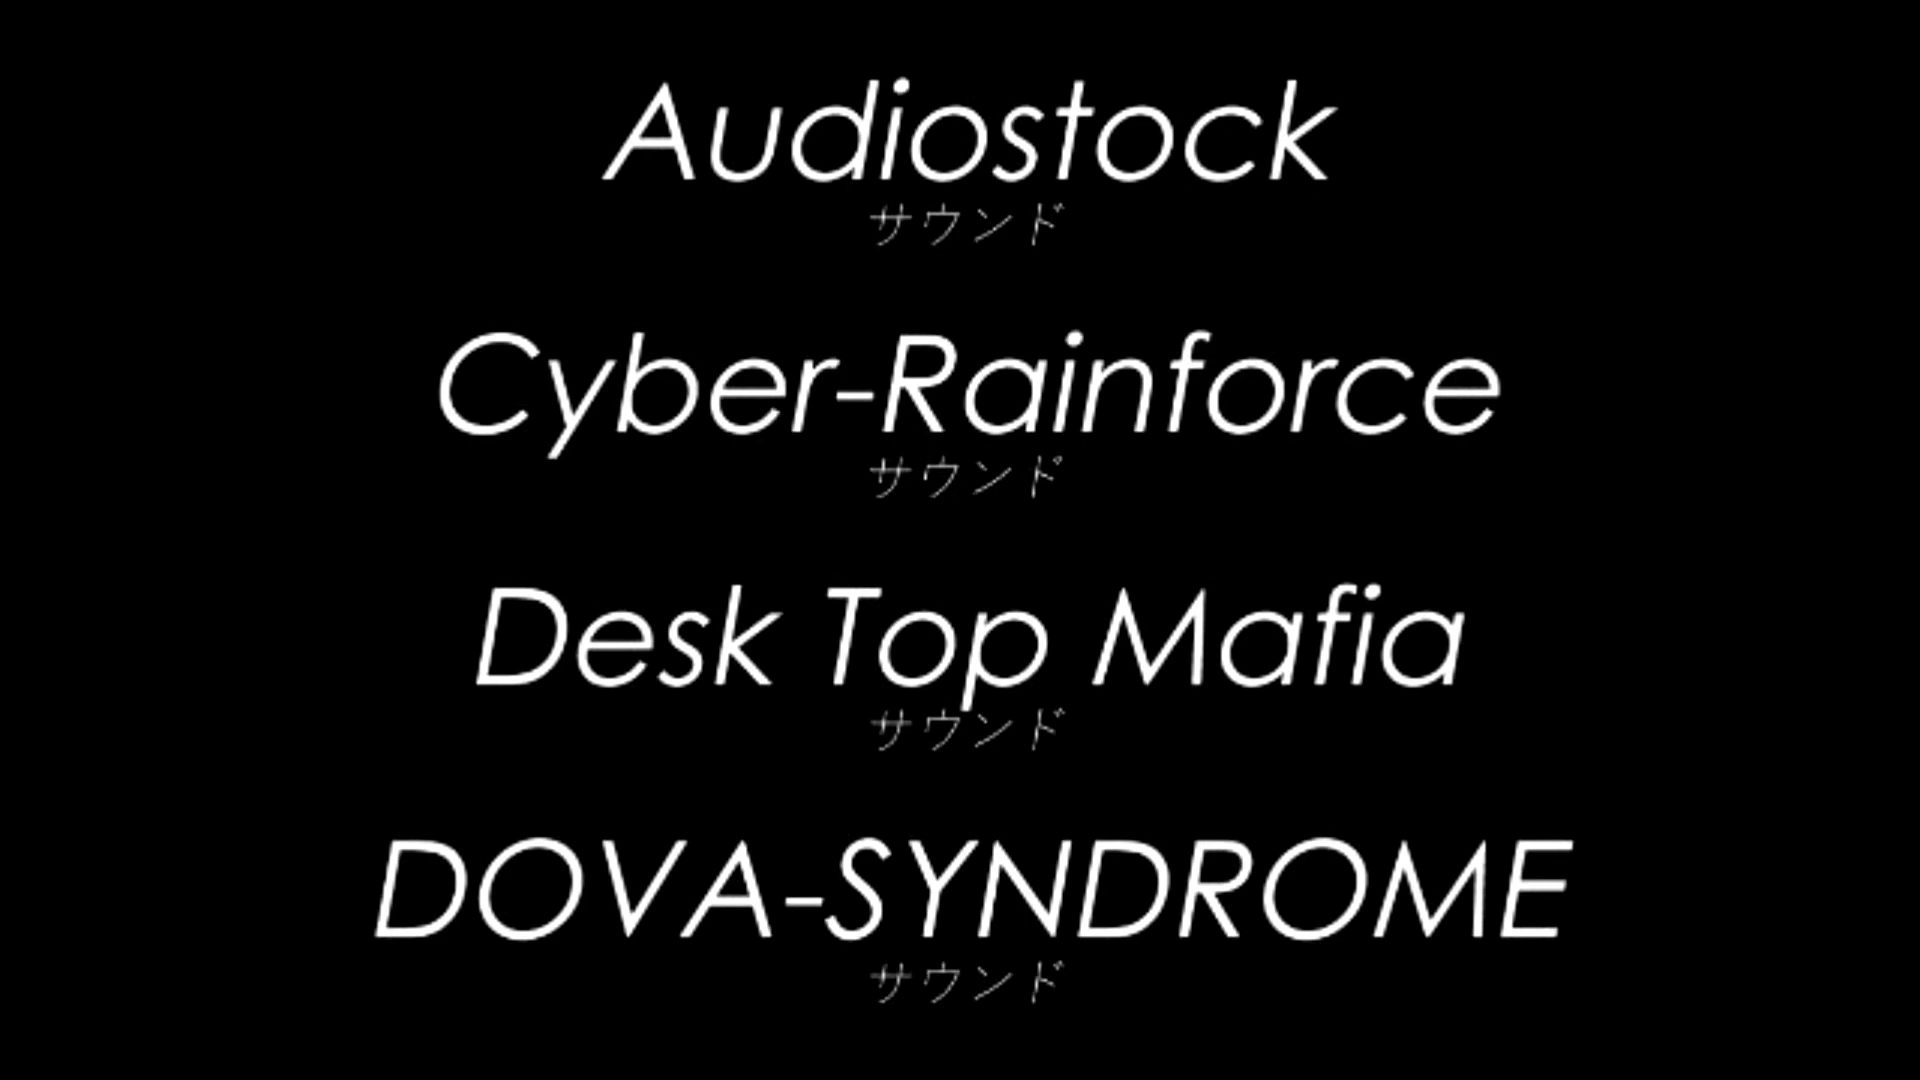 Audiostock
サウンド
Cyber-Rainforce
サウンド
Desk Top Mafia
サウンド
DOVA-SYNDROME
サウンド